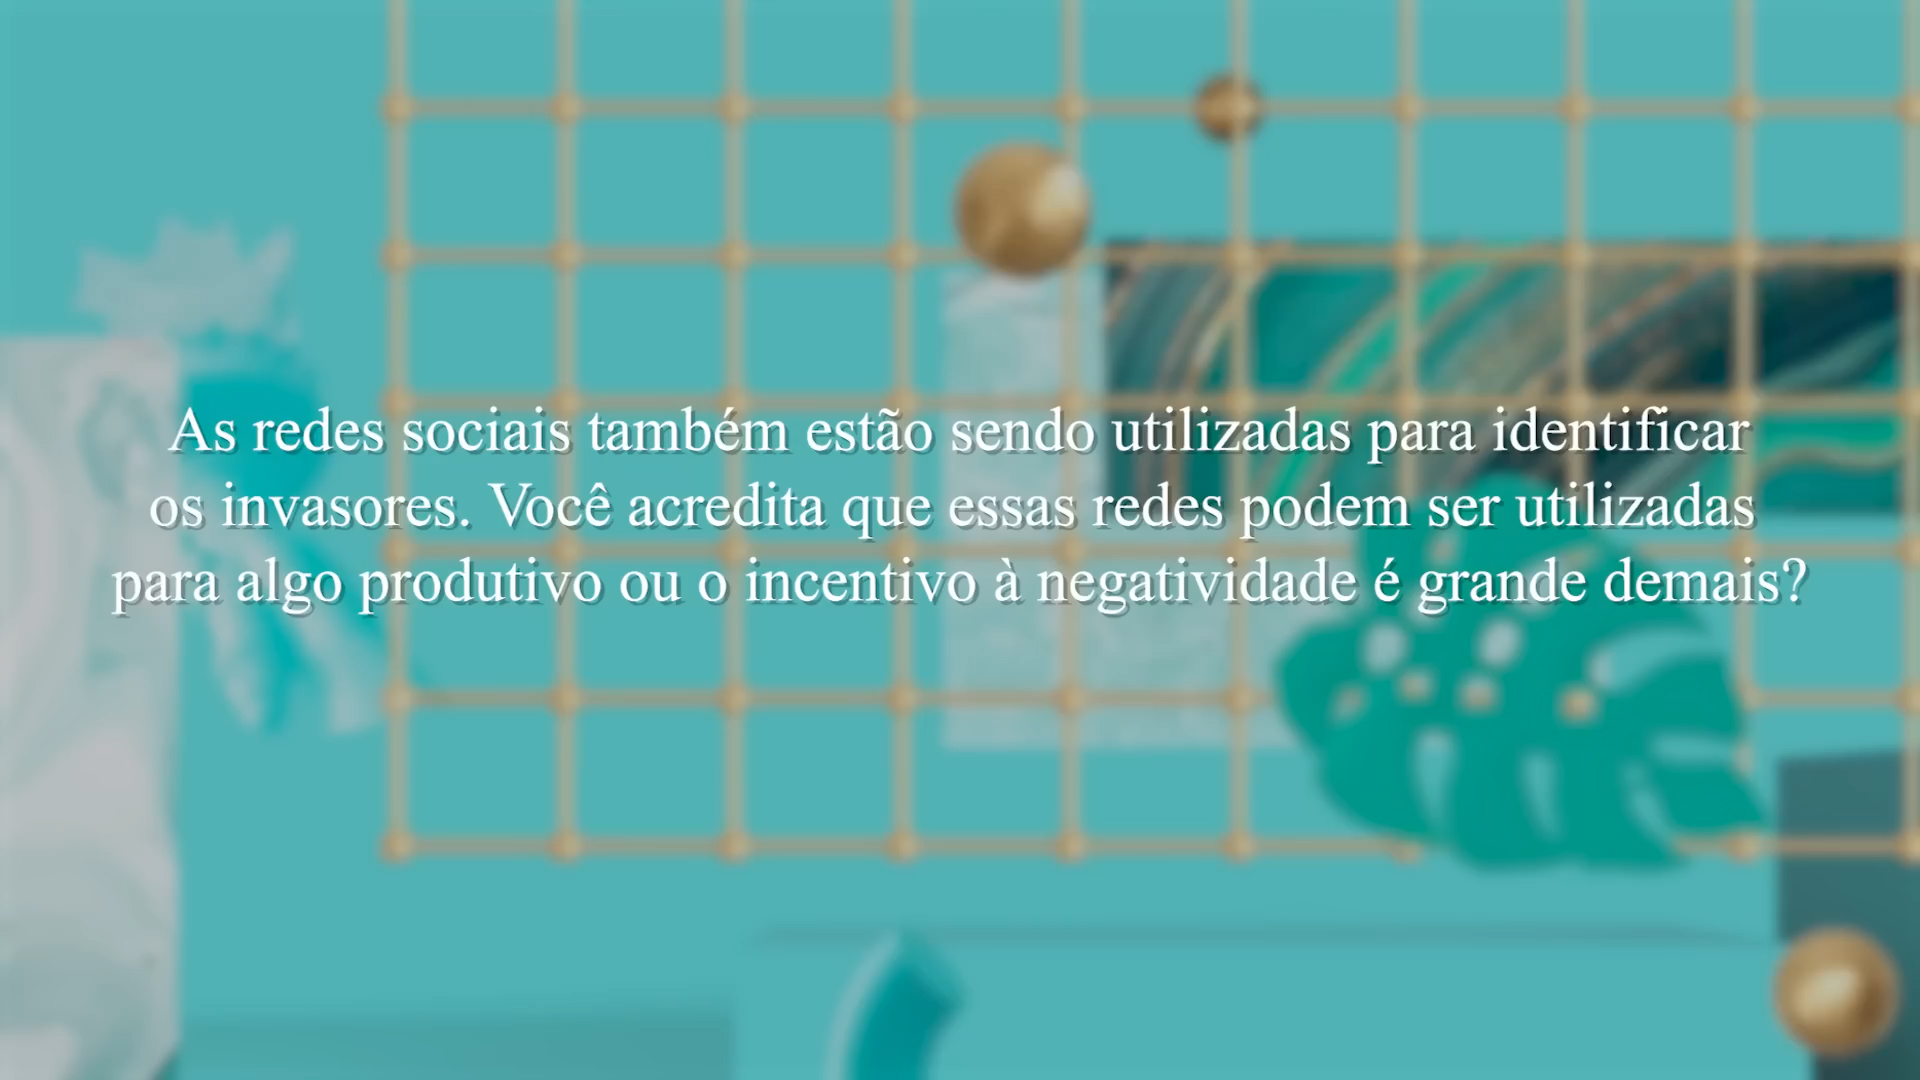 As redes sociais também estão sendo utilizadas para identificar
os invasores. Você acredita que essas redes podem ser utilizadas
para algo produtivo ou o incentivo à negatividade é grande demais?